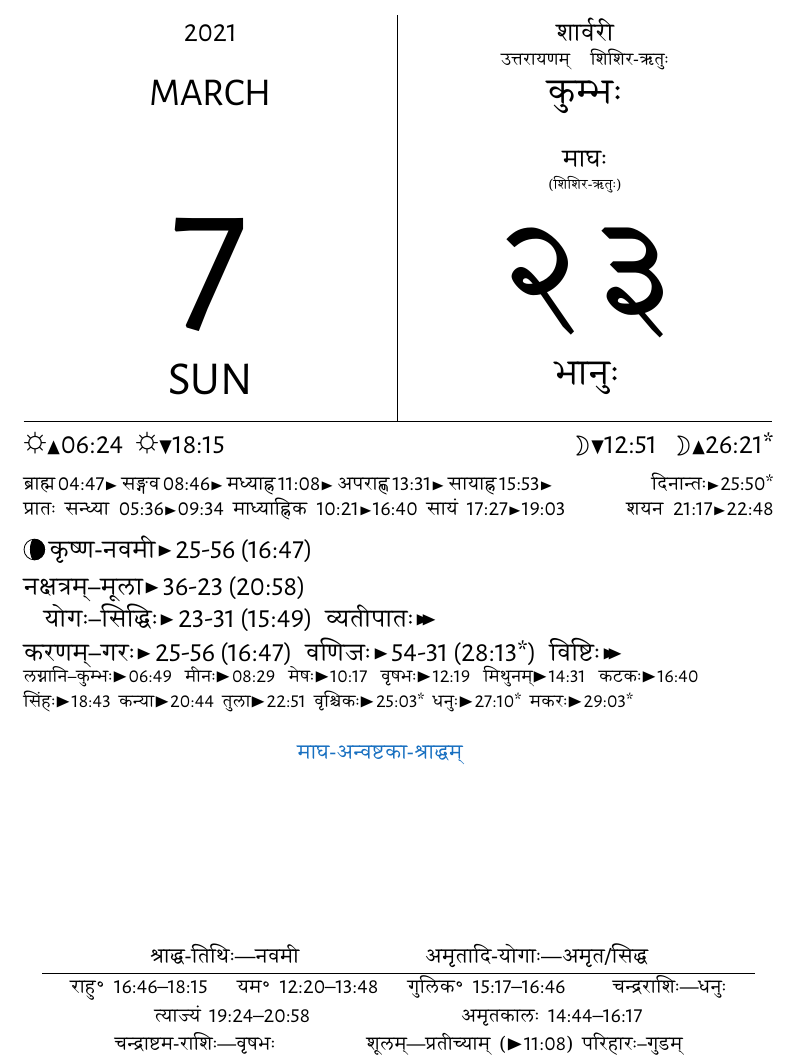 2021
MARCH
7
SUN
शार्वरी
उत्तरायणम् शिशिर-ऋतुः
कुम्भः
माघः
(शिशिर-ऋतुः)
२३
भानुः
☼▲06:24 ☼▼18:15 ☽▼12:51 ☽▲26:21*
ब्राह्म 04:47► सङ्गव 08:46► मध्याह्न 11:08► अपराह्ण 13:31► सायाह्न 15:53► दिनान्तः►25:50*
प्रातः सन्ध्या 05:36►09:34 माध्याह्निक 10:21►16:40 सायं 17:27►19:03 शयन 21:17►22:48
कृष्ण-नवमी►25-56 (16:47)
नक्षत्रम्–मूला►36-23 (20:58)
योगः–सिद्धिः►23-31 (15:49) व्यतीपातः►►
करणम्–गरः►25-56 (16:47) वणिजः►54-31 (28:13*) विष्टिः►►
लग्नानि–कुम्भः►06:49 मीनः►08:29 मेषः►10:17 वृषभः►12:19 मिथुनम्►14:31 कटकः►16:40
सिंहः►18:43 कन्या►20:44 तुला►22:51 वृश्चिकः►25:03* धनुः►27:10* मकरः►29:03*
माघ-अन्वष्टका-श्राद्धम्
श्राद्ध-तिथिः—नवमी अमृतादि-योगाः—अमृत/सिद्ध
राहु॰ 16:46–18:15 यम॰ 12:20–13:48 गुलिक॰ 15:17–16:46 चन्द्रराशिः—धनुः
त्याज्यं 19:24–20:58 अमृतकालः 14:44–16:17
चन्द्राष्टम-राशिः—वृषभः शूलम्—प्रतीच्याम् (►11:08) परिहारः–गुडम्